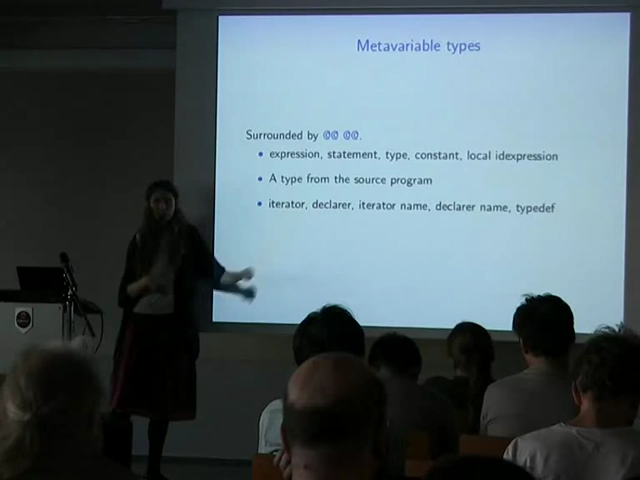 Metavariable types
Surrounded by @@ @@.
• expression, statement, type, constant, local idexpression
• A type from the source program
• iterator, declarer, iterator name, declarer name, typedef